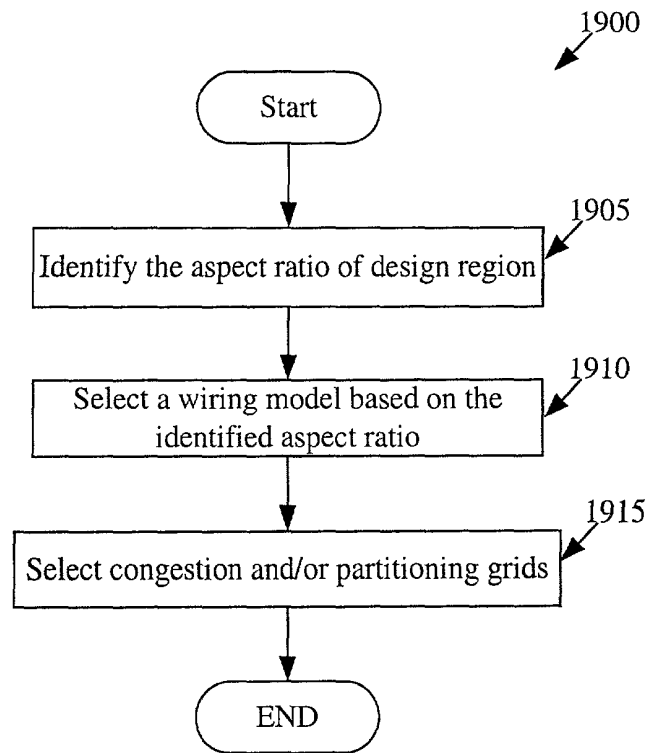 1900
Start
1905
Identify the aspect ratio of design region
1910
Select a wiring model based on the
identified aspect ratio
1915
Select congestion and/or partitioning grids
END